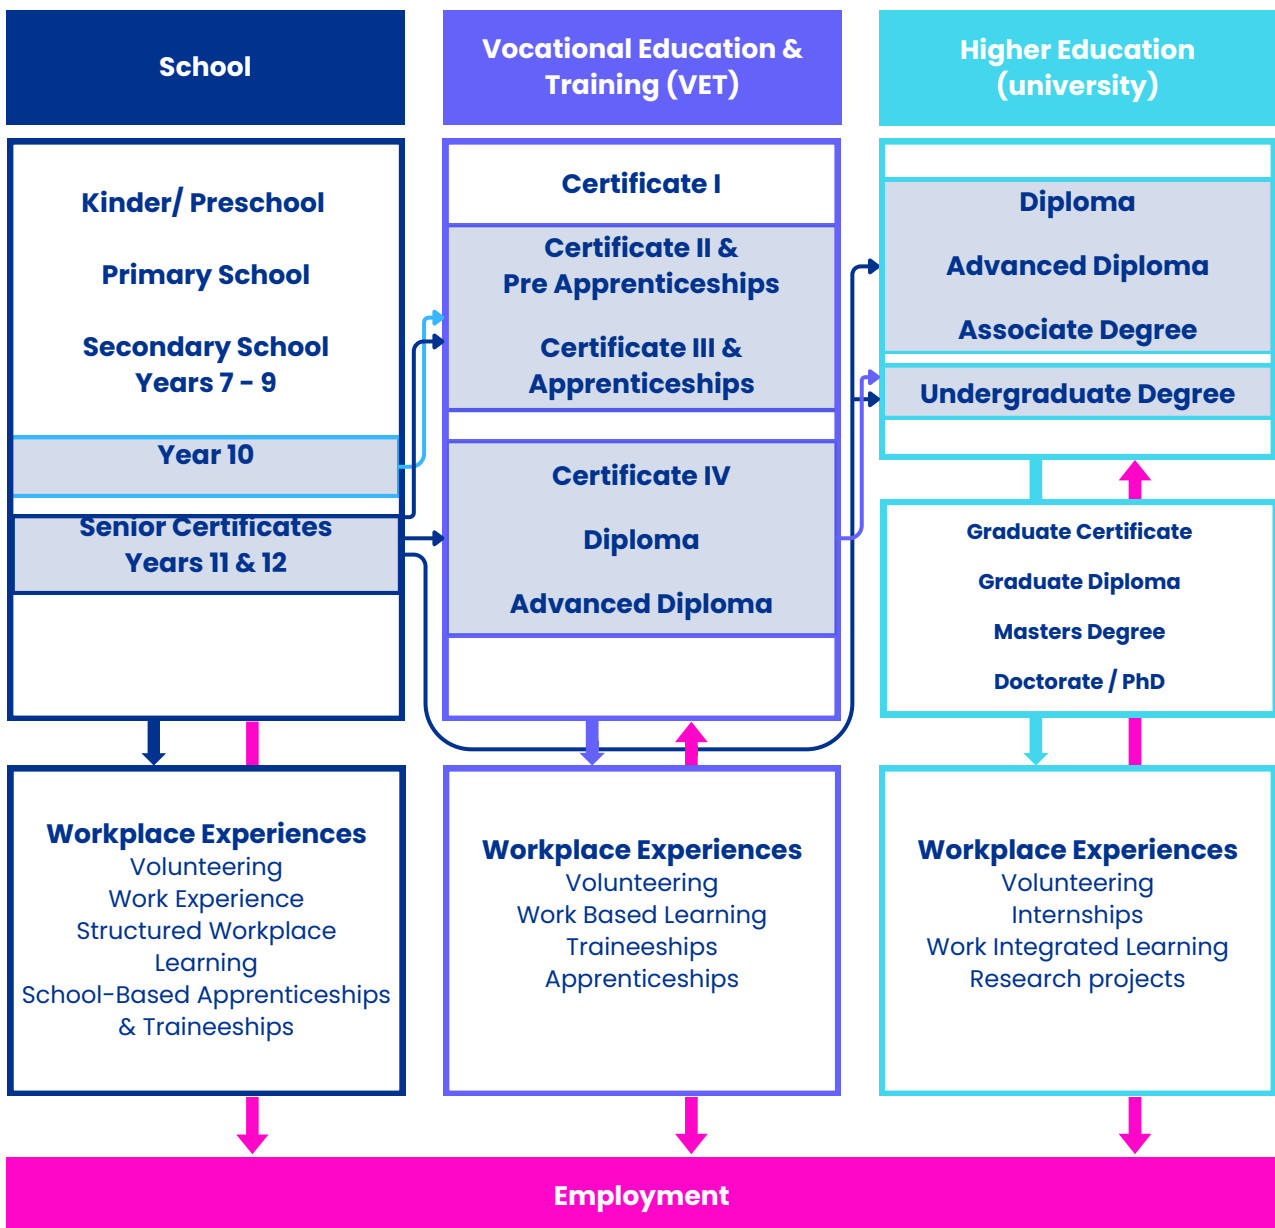 School
Vocational Education &
Training (VET)
Higher Education
(university)
Kinder/ Preschool
Primary School
Secondary School
Years 7 - 9
Year 10
Senior Certificates
Years 11 & 12
Certificate I
Certificate II &
Pre Apprenticeships
Certificate III &
Apprenticeships
Certificate IV
Diploma
Advanced Diploma
Diploma
Advanced Diploma
Associate Degree
Undergraduate Degree
Graduate Certificate
Graduate Diploma
Masters Degree
Doctorate / PhD
Workplace Experiences
Volunteering
Work Experience
Structured Workplace
Learning
School-Based Apprenticeships
& Traineeships
Workplace Experiences
Volunteering
Work Based Learning
Traineeships
Apprenticeships
Workplace Experiences
Volunteering
Internships
Work Integrated Learning
Research projects
Employment